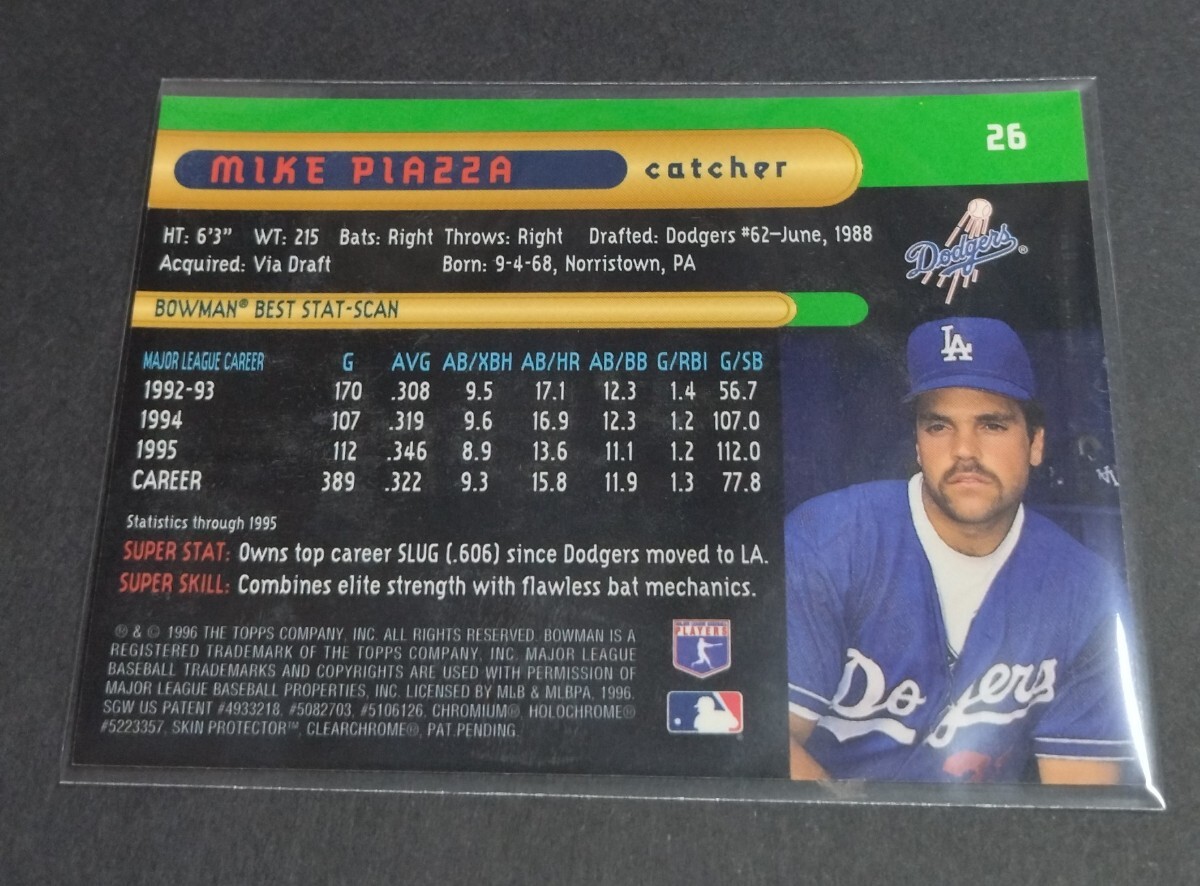 26
MIKE PIAZZA catcher
HT: 6'3" WT: 215 Bats: Right Throws: Right Drafted: Dodgers #62–June, 1988
Acquired: Via Draft Born: 9-4-68, Norristown, PA
Dodgers®
BOWMAN® BEST STAT-SCAN
MAJOR LEAGUE CAREER G AVG AB/XBH AB/HR AB/BB G/RBI G/SB
1992-93 170 .308 9.5 17.1 12.3 1.4 56.7
1994 107 .319 9.6 16.9 12.3 1.2 107.0
1995 112 .346 8.9 13.6 11.1 1.2 112.0
CAREER 389 .322 9.3 15.8 11.9 1.3 77.8
LA
Statistics through 1995
SUPER STAT: Owns top career SLUG (.606) since Dodgers moved to LA.
SUPER SKILL: Combines elite strength with flawless bat mechanics.
® & © 1996 THE TOPPS COMPANY, INC. ALL RIGHTS RESERVED. BOWMAN IS A
REGISTERED TRADEMARK OF THE TOPPS COMPANY, INC. MAJOR LEAGUE
BASEBALL TRADEMARKS AND COPYRIGHTS ARE USED WITH PERMISSION OF
MAJOR LEAGUE BASEBALL PROPERTIES, INC. LICENSED BY MLB & MLBPA, 1996.
SGW US PATENT #4933218, #5082703, #5106126, CHROMIUM®, HOLOCHROME®
#5223357, SKIN PROTECTOR™, CLEARCHROME®, PAT.PENDING.
PLAYERS
Dodgers